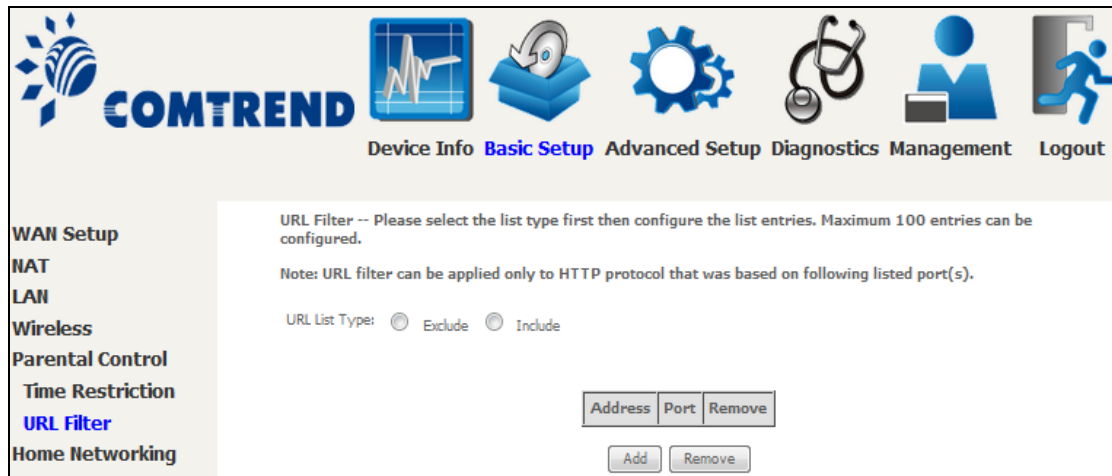 COMTREND
Device Info Basic Setup Advanced Setup Diagnostics Management Logout
WAN Setup
NAT
LAN
Wireless
Parental Control
Time Restriction
URL Filter
Home Networking
URL Filter -- Please select the list type first then configure the list entries. Maximum 100 entries can be
configured.
Note: URL filter can be applied only to HTTP protocol that was based on following listed port(s).
URL List Type: Exclude Include
Address Port Remove
Add Remove